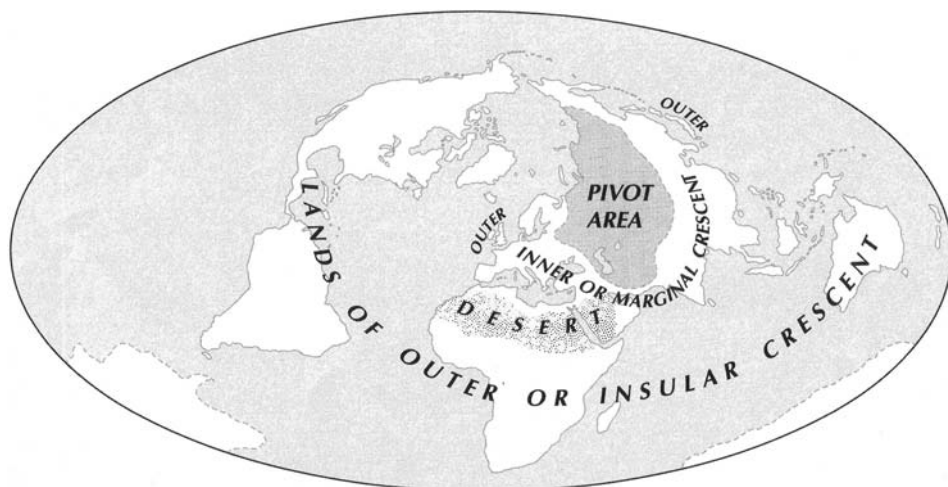 OUTER
PIVOT
AREA
OUTER
INNER OR MARGINAL CRESCENT
DESERT
LANDS OF OUTER OR INSULAR CRESCENT